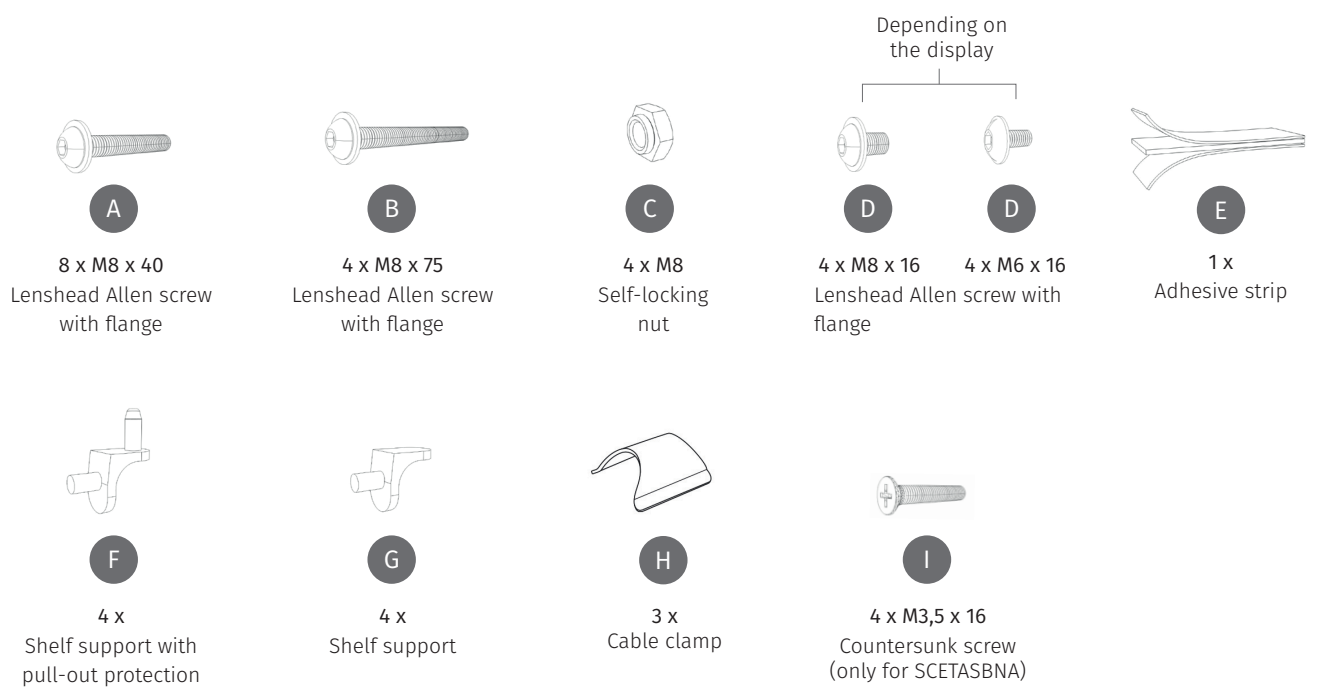 Depending on
the display
A
8 x M8 x 40
Lenshead Allen screw
with flange
B
4 x M8 x 75
Lenshead Allen screw
with flange
C
4 x M8
Self-locking
nut
D
D
4 x M8 x 16
4 x M6 x 16
Lenshead Allen screw with
flange
E
1 x
Adhesive strip
F
4 x
Shelf support with
pull-out protection
G
4 x
Shelf support
H
3 x
Cable clamp
I
4 x M3,5 x 16
Countersunk screw
(only for SCETASBNA)